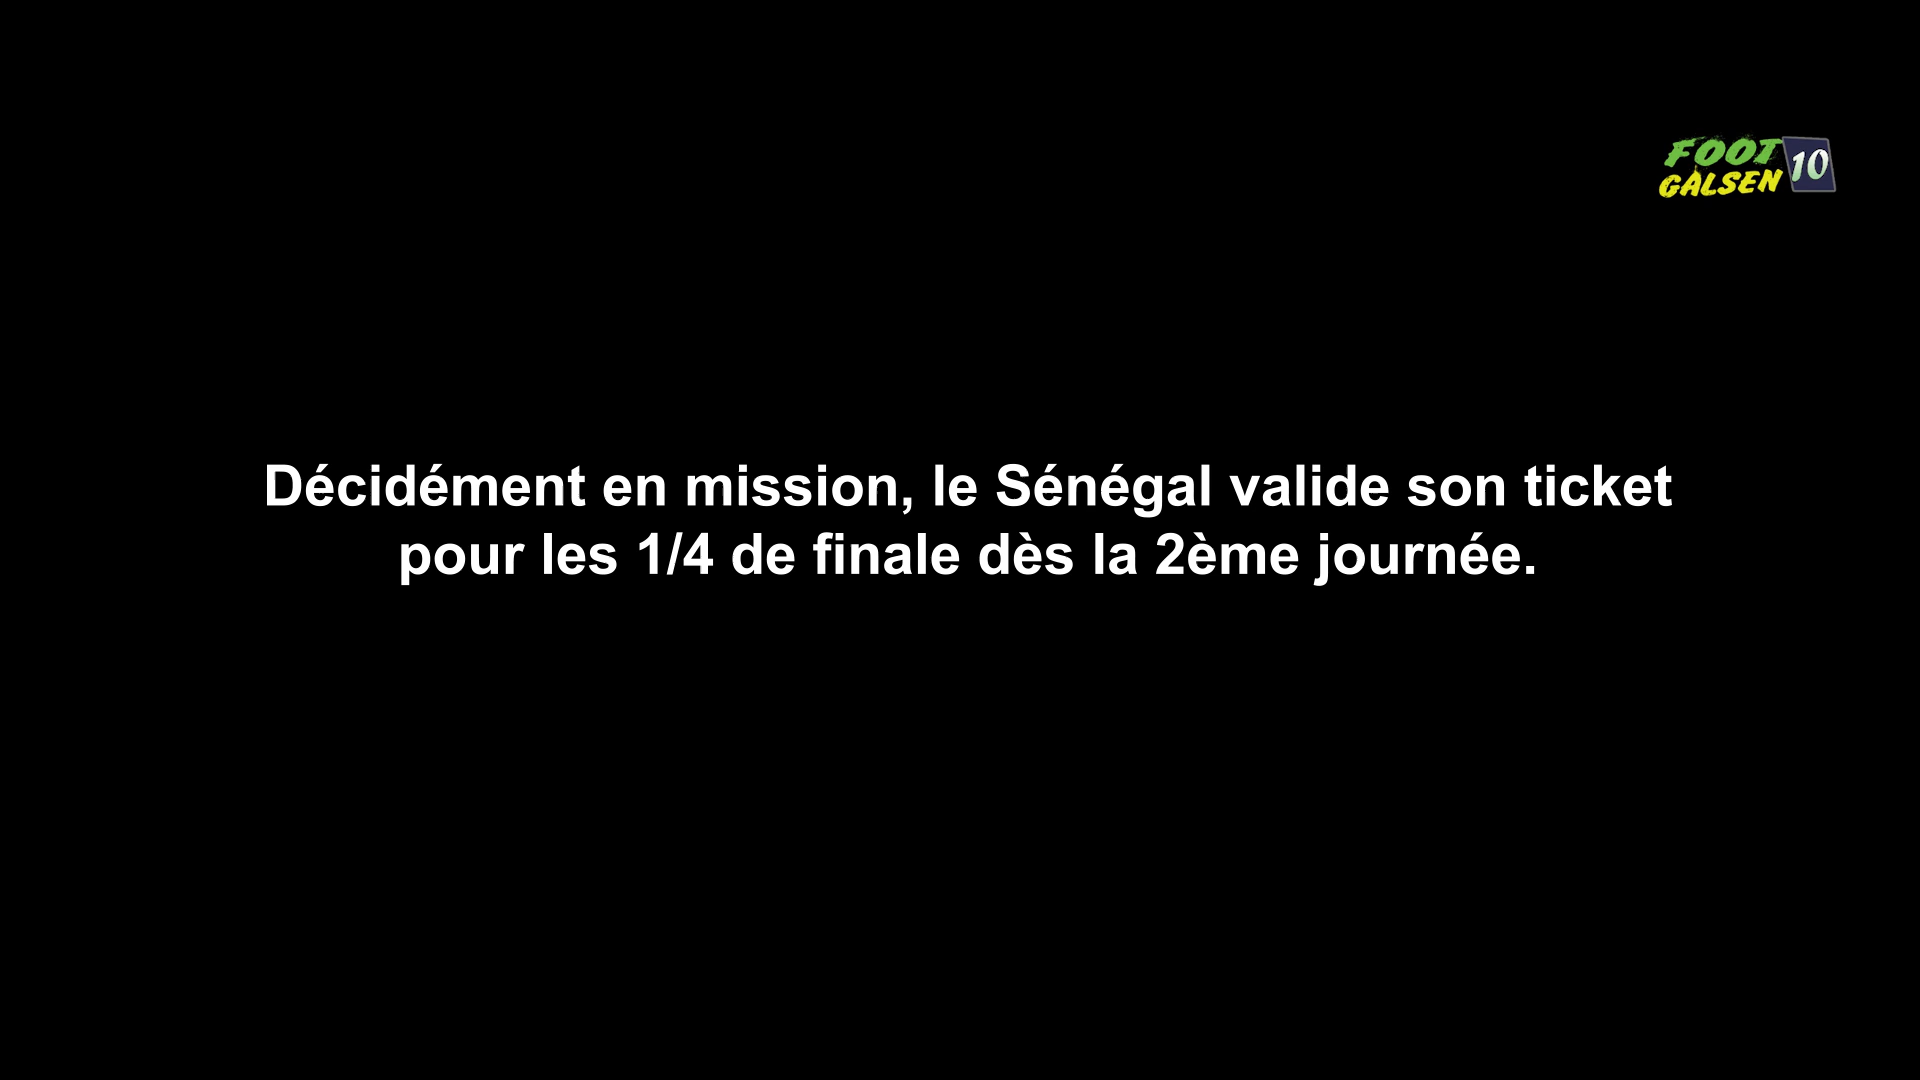 FOOT 10
GALSEN
Décidément en mission, le Sénégal valide son ticket
pour les 1/4 de finale dès la 2ème journée.